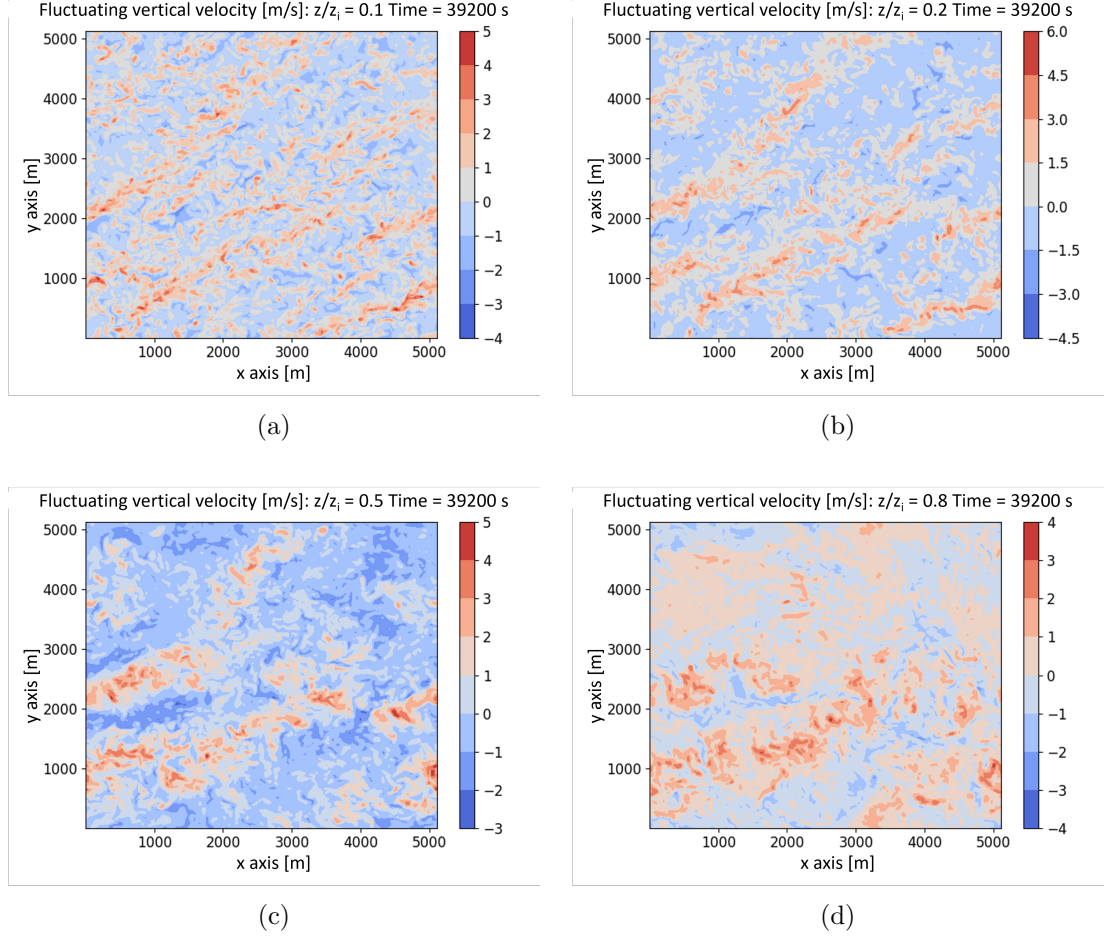 Fluctuating vertical velocity [m/s]: z/zi = 0.1 Time = 39200 s
5000
4000
3000
2000
1000
y axis [m]
1000 2000 3000 4000 5000
x axis [m]
5
4
3
2
1
0
−1
−2
−3
−4
(a)
Fluctuating vertical velocity [m/s]: z/zi = 0.2 Time = 39200 s
5000
4000
3000
2000
1000
y axis [m]
1000 2000 3000 4000 5000
x axis [m]
6.0
4.5
3.0
1.5
0.0
−1.5
−3.0
−4.5
(b)
Fluctuating vertical velocity [m/s]: z/zi = 0.5 Time = 39200 s
5000
4000
3000
2000
1000
y axis [m]
1000 2000 3000 4000 5000
x axis [m]
5
4
3
2
1
0
−1
−2
−3
(c)
Fluctuating vertical velocity [m/s]: z/zi = 0.8 Time = 39200 s
5000
4000
3000
2000
1000
y axis [m]
1000 2000 3000 4000 5000
x axis [m]
4
3
2
1
0
−1
−2
−3
−4
(d)